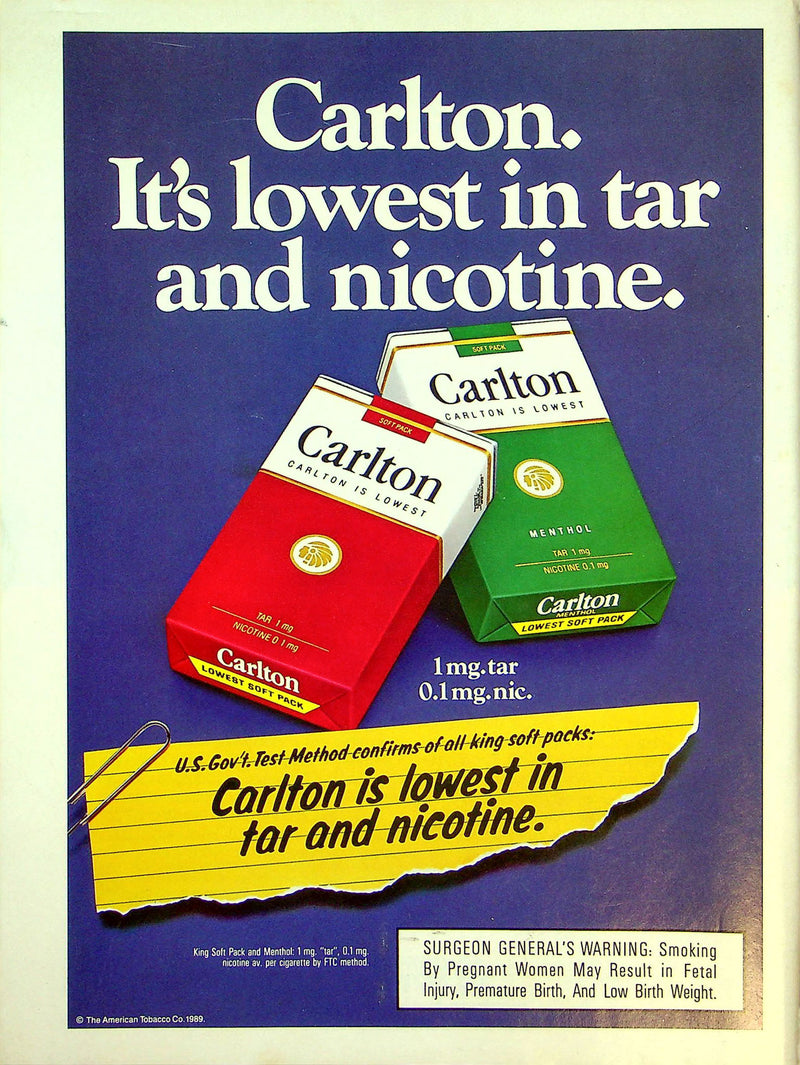 Carlton.
It's lowest in tar
and nicotine.
SOFT PACK
Carlton
CARLTON IS LOWEST
MENTHOL
TAR 1 mg
NICOTINE 0.1 mg
Carlton
MENTHOL
LOWEST SOFT PACK
SOFT PACK
Carlton
CARLTON IS LOWEST
TAR 1 mg
NICOTINE 0.1 mg
Carlton
LOWEST SOFT PACK
1 mg. tar
0.1 mg. nic.
U.S. Gov't. Test Method confirms of all king soft packs:
Carlton is lowest in
tar and nicotine.
King Soft Pack and Menthol: 1 mg. "tar", 0.1 mg.
nicotine av. per cigarette by FTC method.
SURGEON GENERAL'S WARNING: Smoking
By Pregnant Women May Result in Fetal
Injury, Premature Birth, And Low Birth Weight.
© The American Tobacco Co. 1989.